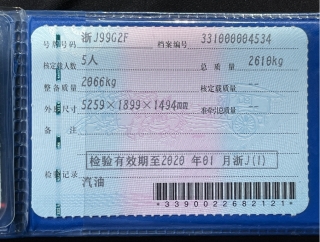 号牌号码 浙J99G2F 档案编号 331000004534
核定载人数 5人 总质量 2610kg
整备质量 2066kg 核定载质量 --
外廓尺寸 5259×1899×1494mm 准牵引总质量 --
备注
检验有效期至2020年01月浙J(1)
检验记录
汽油
*3390022682121*